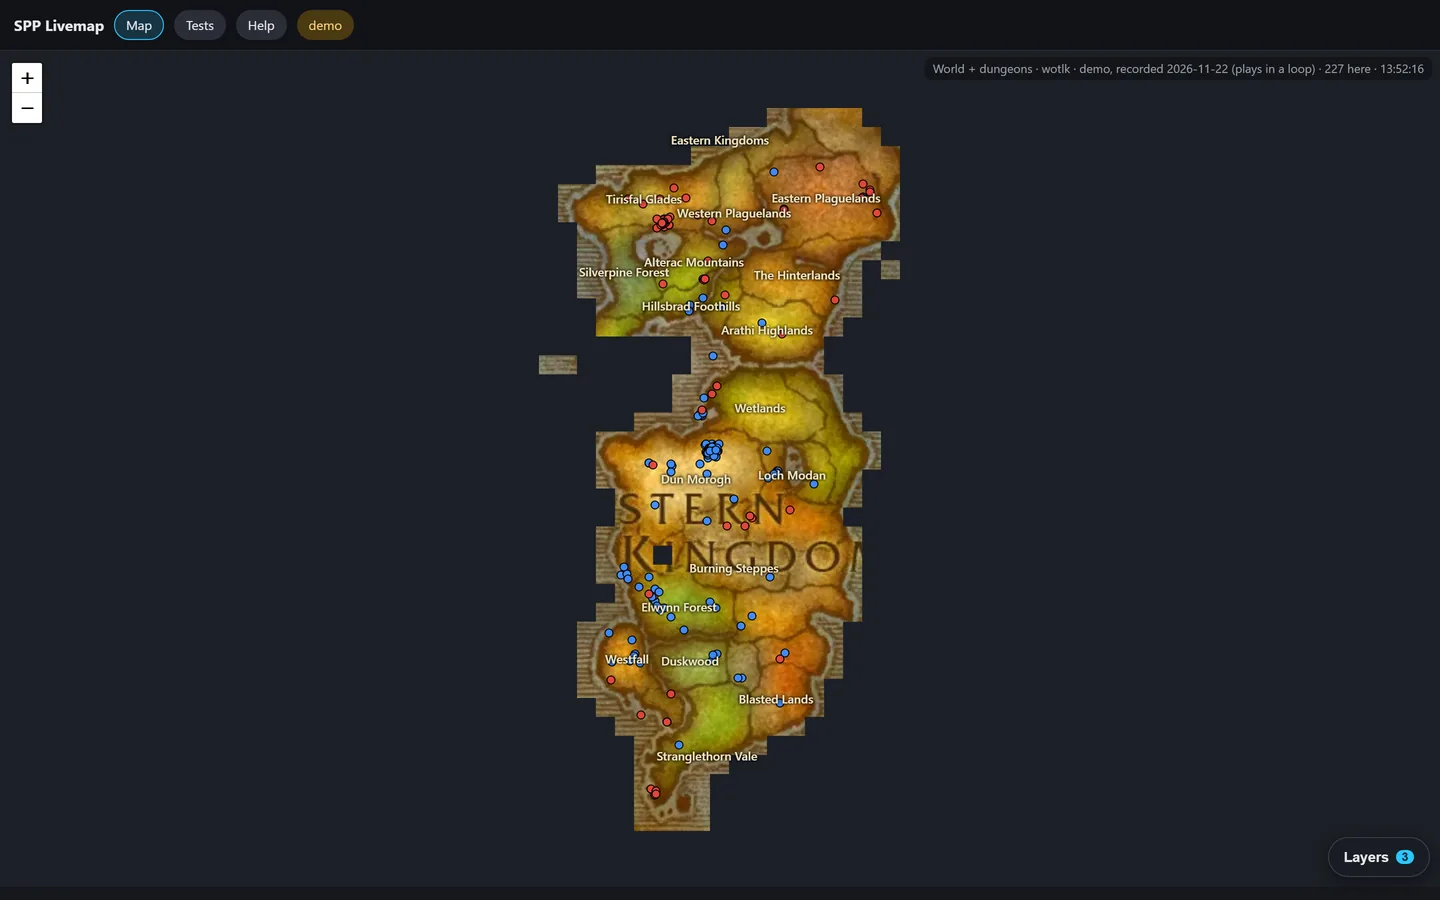 SPP Livemap
Map
Tests
Help
demo
+
−
World + dungeons · wotlk · demo, recorded 2026-11-22 (plays in a loop) · 227 here · 13:52:16
Eastern Kingdoms
Tirisfal Glades
Eastern Plaguelands
Western Plaguelands
Alterac Mountains
Silverpine Forest
The Hinterlands
Hillsbrad Foothills
Arathi Highlands
Wetlands
Loch Modan
Dun Morogh
STERN
KINGDO
Burning Steppes
Elwynn Forest
Westfall
Duskwood
Blasted Lands
Stranglethorn Vale
Layers 3